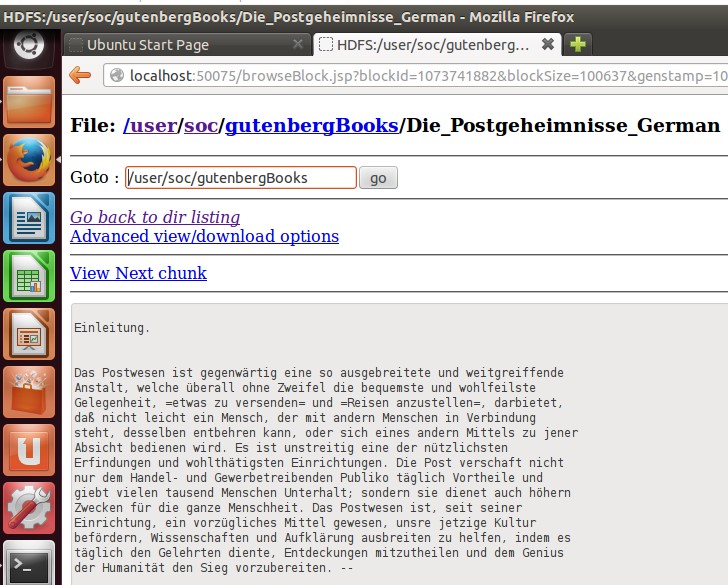 HDFS:/user/soc/gutenbergBooks/Die_Postgeheimnisse_German - Mozilla Firefox
Ubuntu Start Page
HDFS:/user/soc/gutenberg...
localhost:50075/browseBlock.jsp?blockId=1073741882&blockSize=100637&genstamp=10
File: /user/soc/gutenbergBooks/Die_Postgeheimnisse_German
Goto : /user/soc/gutenbergBooks go
Go back to dir listing
Advanced view/download options
View Next chunk
Einleitung.
Das Postwesen ist gegenwärtig eine so ausgebreitete und weitgreiffende
Anstalt, welche überall ohne Zweifel die bequemste und wohlfeilste
Gelegenheit, =etwas zu versenden= und =Reisen anzustellen=, darbietet,
daß nicht leicht ein Mensch, der mit andern Menschen in Verbindung
steht, desselben entbehren kann, oder sich eines andern Mittels zu jener
Absicht bedienen wird. Es ist unstreitig eine der nützlichsten
Erfindungen und wohlthätigsten Einrichtungen. Die Post verschaft nicht
nur dem Handel- und Gewerbetreibenden Publiko täglich Vortheile und
giebt vielen tausend Menschen Unterhalt; sondern sie dienet auch höhern
Zwecken für die ganze Menschheit. Das Postwesen ist, seit seiner
Einrichtung, ein vorzügliches Mittel gewesen, unsre jetzige Kultur
befördern, Wissenschaften und Aufklärung ausbreiten zu helfen, indem es
täglich den Gelehrten diente, Entdeckungen mitzutheilen und dem Genius
der Humanität den Sieg vorzubereiten. --